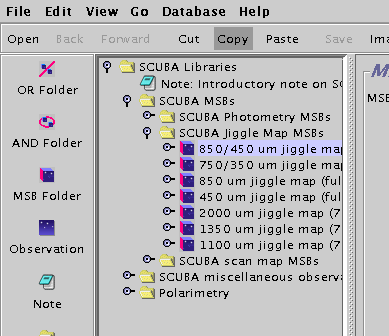 File Edit View Go Database Help
Open Back Forward Cut Copy Paste Save
OR Folder
AND Folder
MSB Folder
Observation
Note
SCUBA Libraries
Note: Introductory note on
SCUBA MSBs
SCUBA Photometry MSBs
SCUBA Jiggle Map MSBs
850/450 um jiggle map
750/350 um jiggle map
850 um jiggle map (ful
450 um jiggle map (ful
2000 um jiggle map (7
1350 um jiggle map (7
1100 um jiggle map (7
SCUBA scan map MSBs
SCUBA miscellaneous observa
Polarimetry
MSB